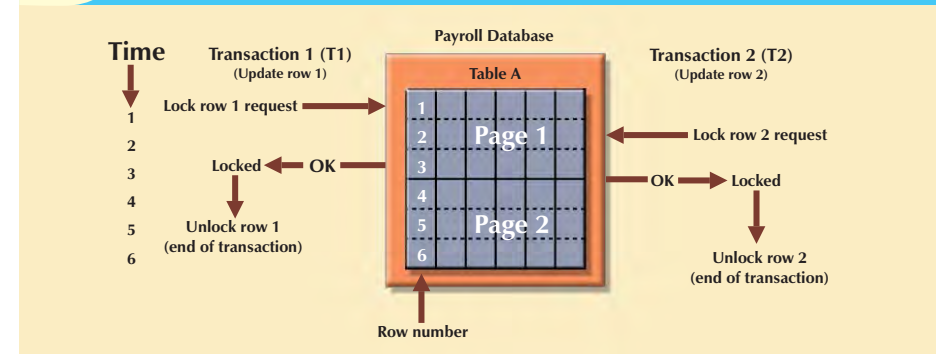 Payroll Database
Time
Transaction 1 (T1)
(Update row 1)
Transaction 2 (T2)
(Update row 2)
Table A
Lock row 1 request
Lock row 2 request
1
2
3
4
5
6
1
2
3
4
5
6
Page 1
Page 2
Locked
OK
OK
Locked
Unlock row 1
(end of transaction)
Unlock row 2
(end of transaction)
Row number